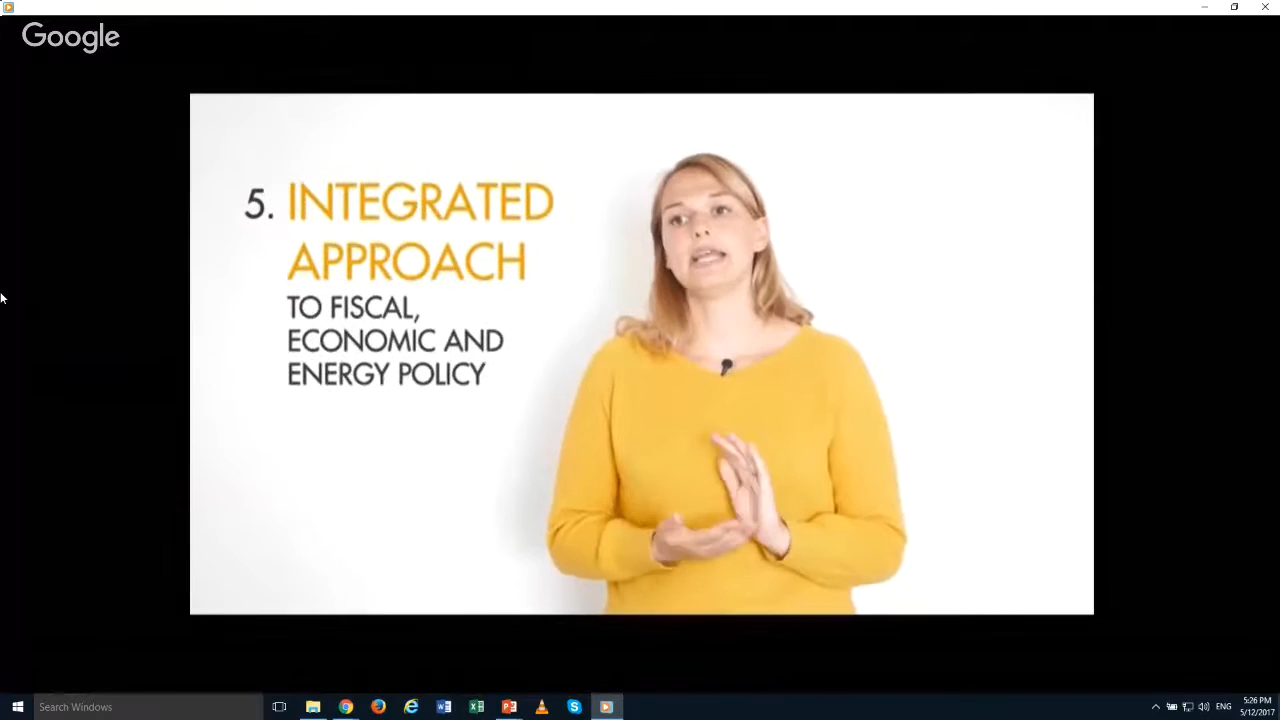 Google
5. INTEGRATED
APPROACH
TO FISCAL,
ECONOMIC AND
ENERGY POLICY
Search Windows
ENG
5:26 PM
5/12/2017